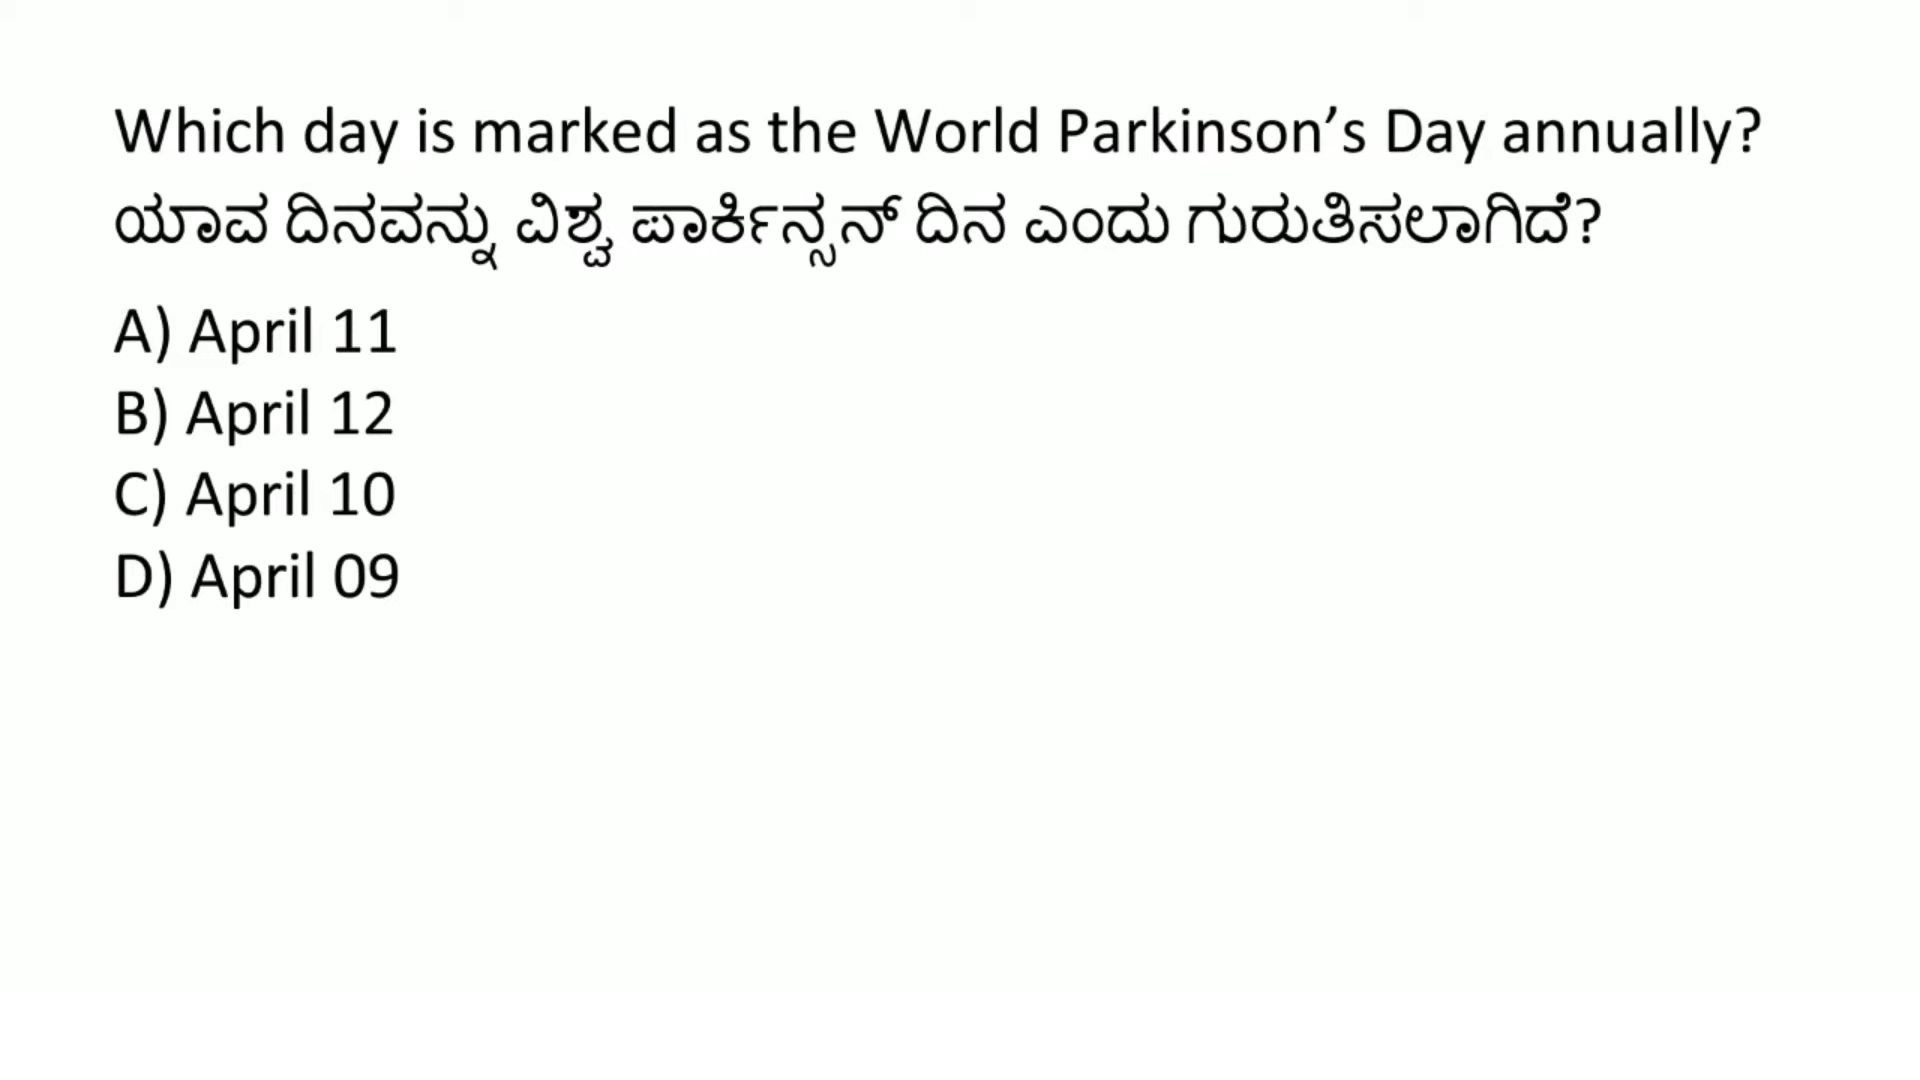 Which day is marked as the World Parkinson’s Day annually?
ಯಾವ ದಿನವನ್ನು ವಿಶ್ವ ಪಾರ್ಕಿನ್ಸನ್ ದಿನ ಎಂದು ಗುರುತಿಸಲಾಗಿದೆ?
A) April 11
B) April 12
C) April 10
D) April 09